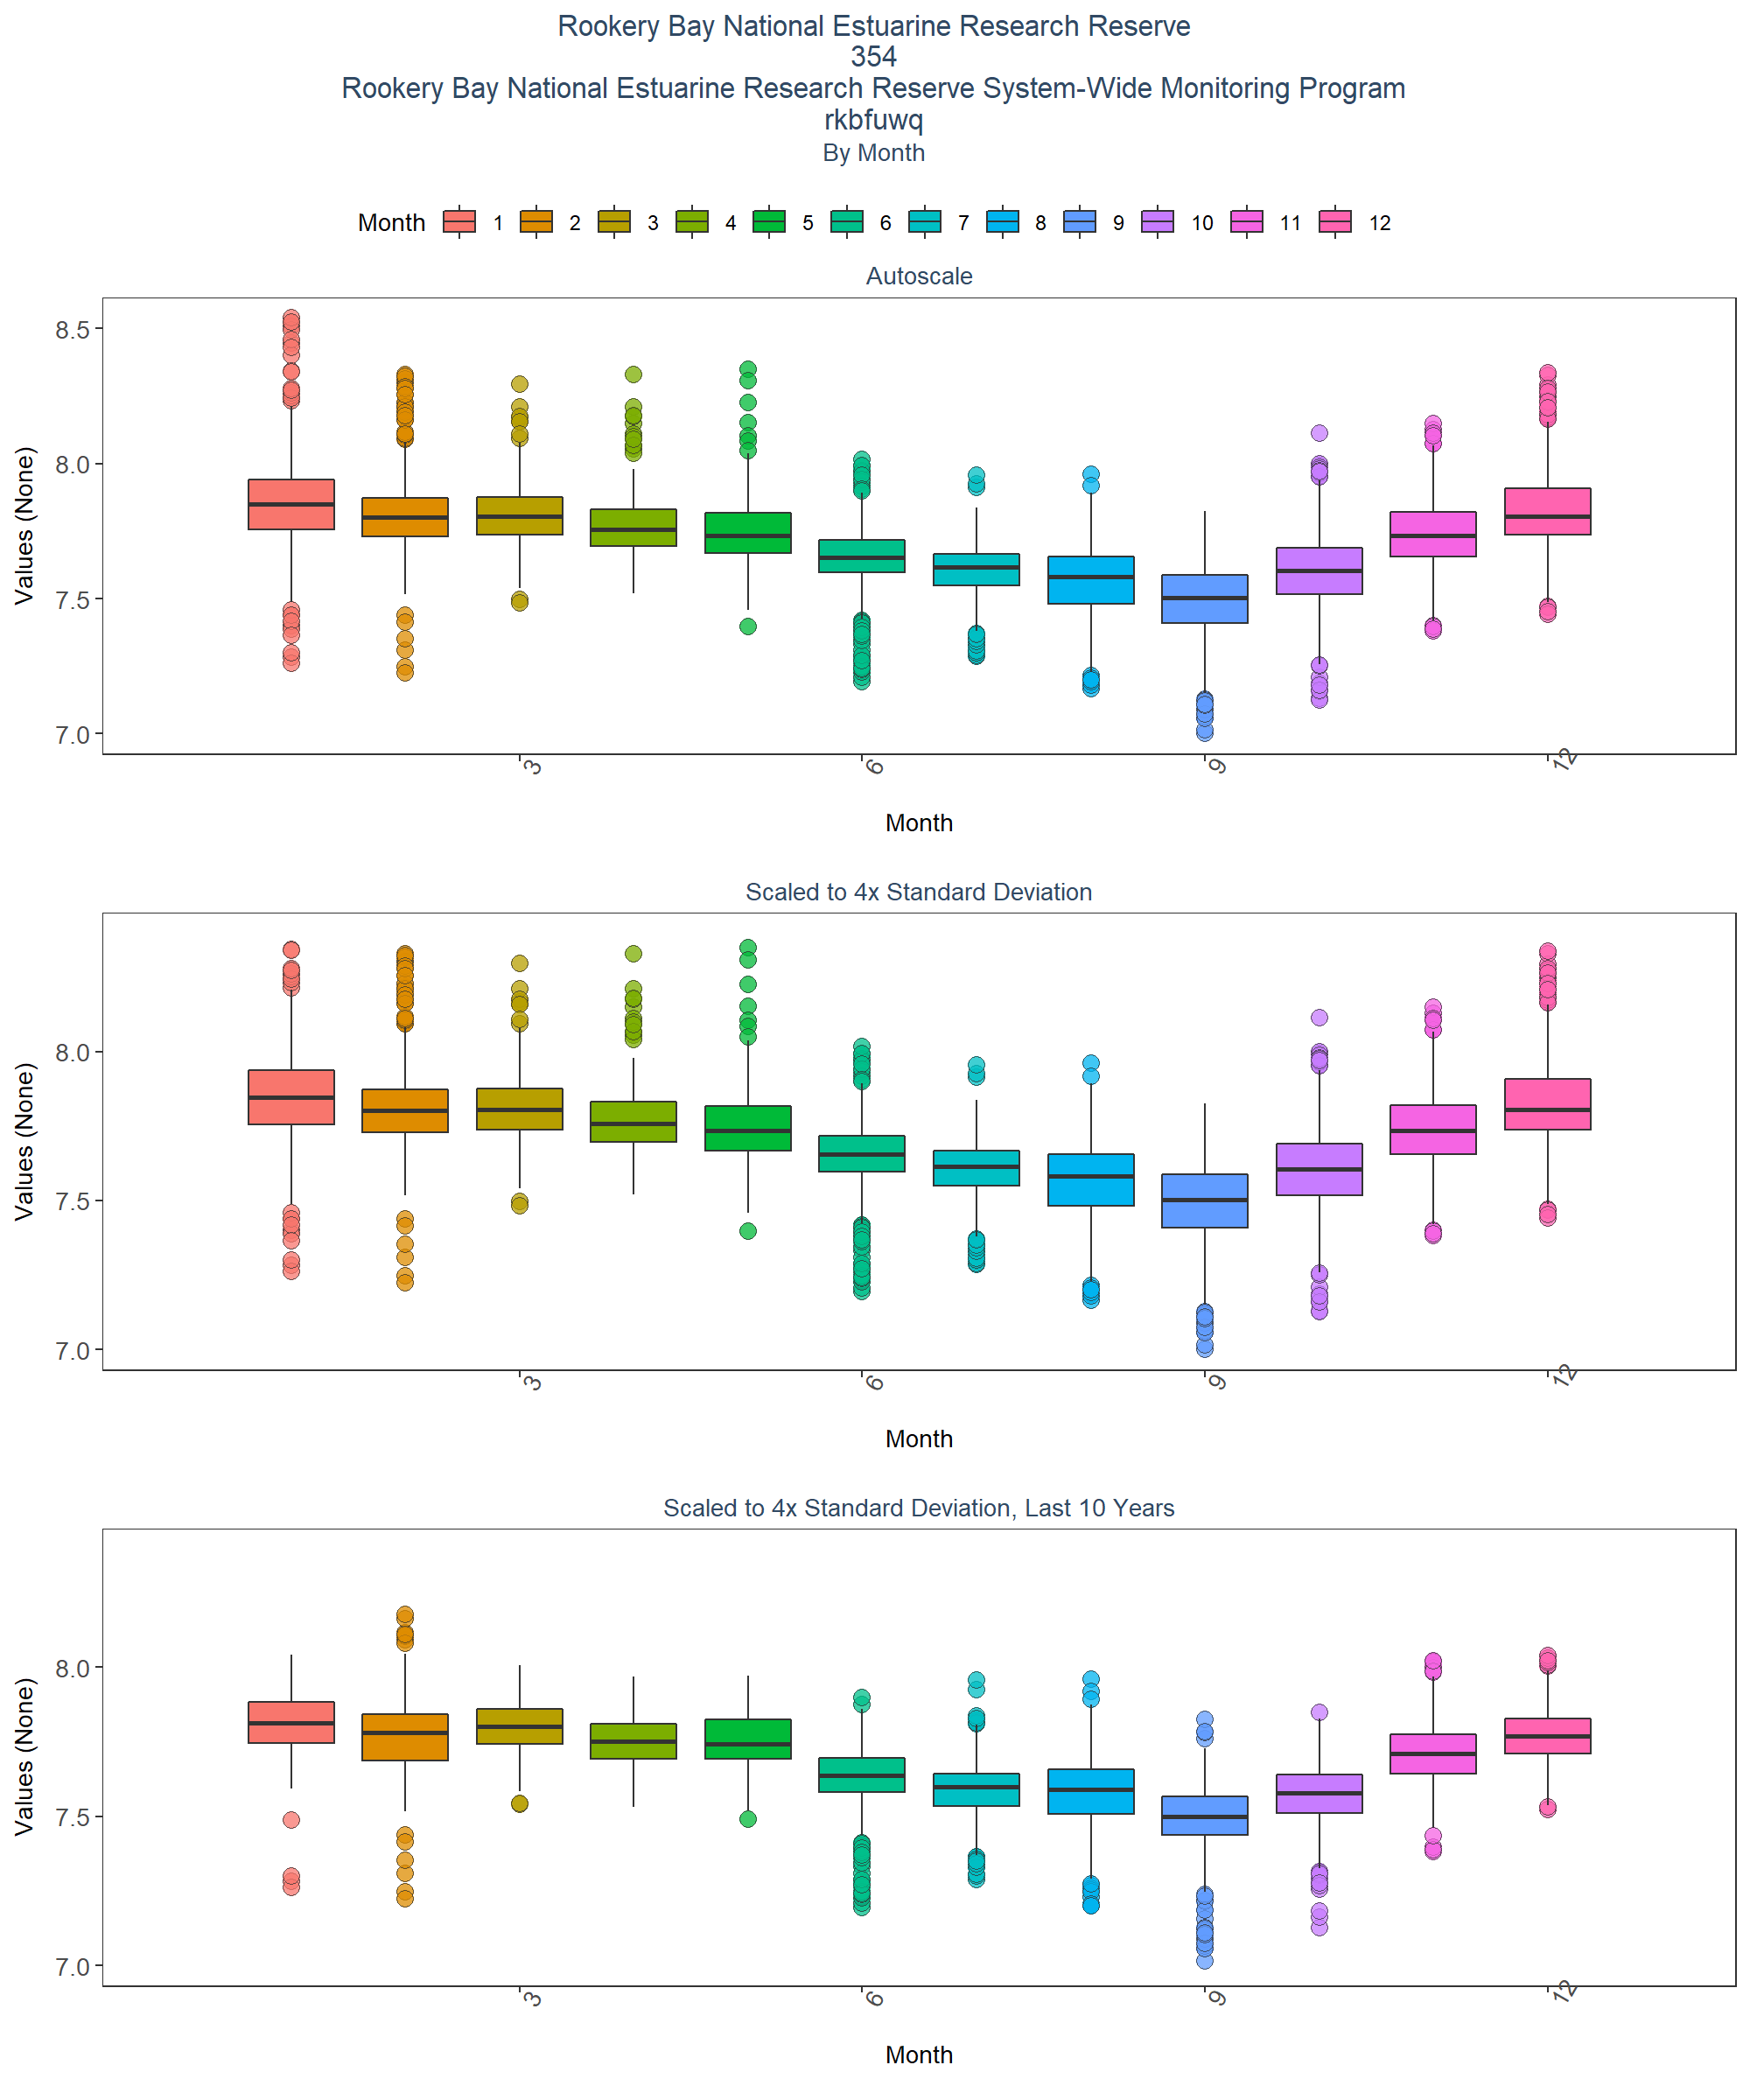 Rookery Bay National Estuarine Research Reserve
354
Rookery Bay National Estuarine Research Reserve System-Wide Monitoring Program
rkbfuwq
By Month
Month 1 2 3 4 5 6 7 8 9 10 11 12
Autoscale
Values (None)
8.5
8.0
7.5
7.0
3 6 9 12
Month
Scaled to 4x Standard Deviation
Values (None)
8.0
7.5
7.0
3 6 9 12
Month
Scaled to 4x Standard Deviation, Last 10 Years
Values (None)
8.0
7.5
7.0
3 6 9 12
Month